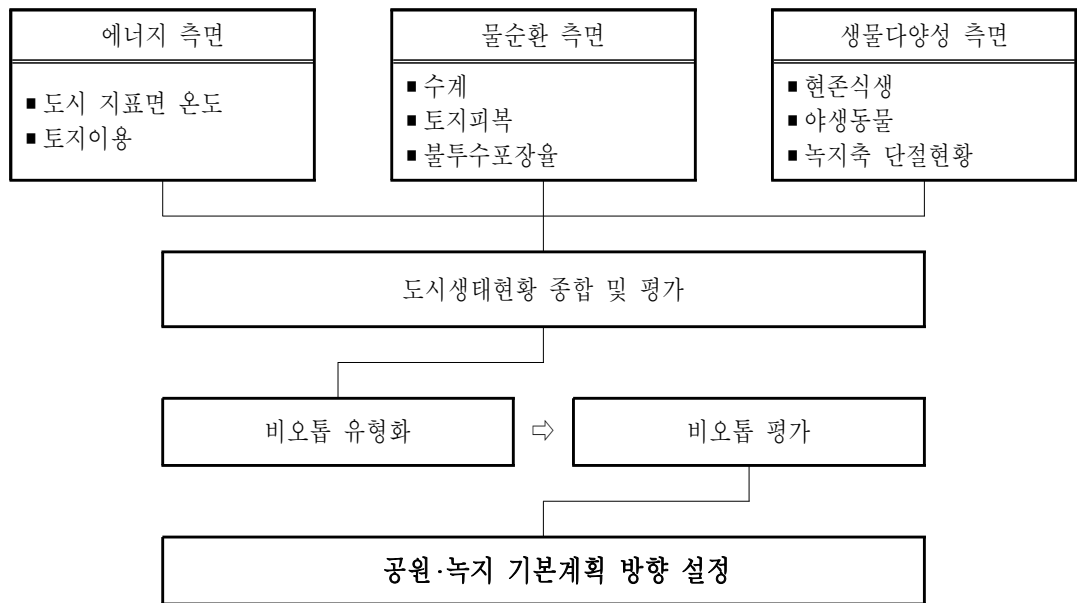 에너지 측면
■ 도시 지표면 온도
■ 토지이용
물순환 측면
■ 수계
■ 토지피복
■ 불투수포장율
생물다양성 측면
■ 현존식생
■ 야생동물
■ 녹지축 단절현황
도시생태현황 종합 및 평가
비오톱 유형화
⇨
비오톱 평가
공원·녹지 기본계획 방향 설정